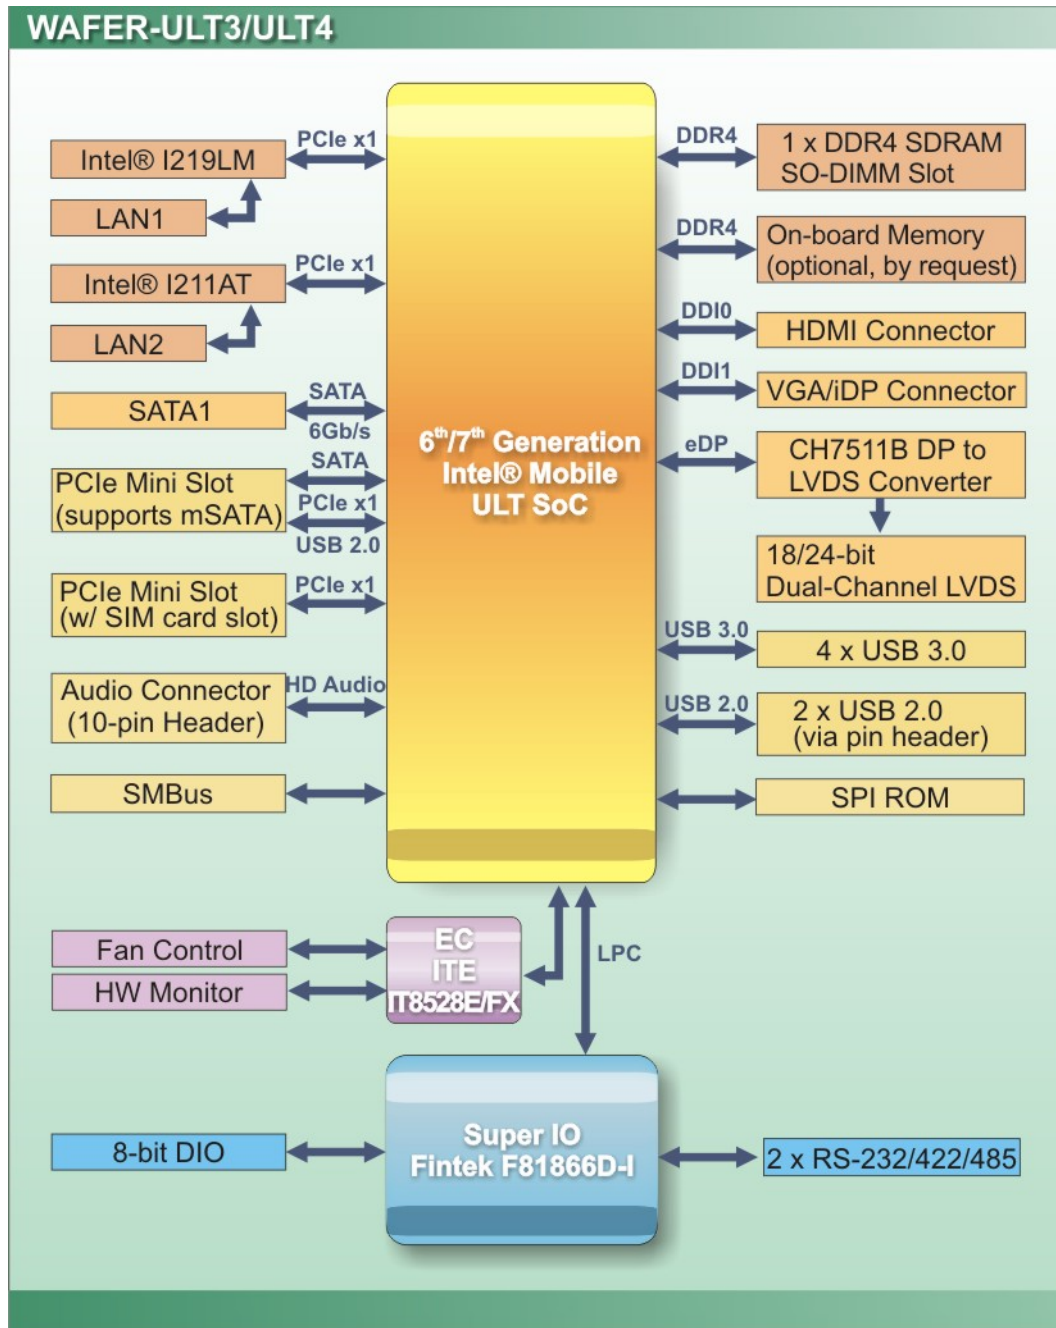 WAFER-ULT3/ULT4
Intel® I219LM
PCIe x1
LAN1
Intel® I211AT
PCIe x1
LAN2
SATA1
SATA
6Gb/s
PCIe Mini Slot
(supports mSATA)
SATA
PCIe x1
USB 2.0
PCIe Mini Slot
(w/ SIM card slot)
PCIe x1
Audio Connector
(10-pin Header)
HD Audio
SMBus
6th/7th Generation
Intel® Mobile
ULT SoC
DDR4
1 x DDR4 SDRAM
SO-DIMM Slot
DDR4
On-board Memory
(optional, by request)
DDI0
HDMI Connector
DDI1
VGA/iDP Connector
eDP
CH7511B DP to
LVDS Converter
18/24-bit
Dual-Channel LVDS
USB 3.0
4 x USB 3.0
USB 2.0
2 x USB 2.0
(via pin header)
SPI ROM
Fan Control
HW Monitor
EC
ITE
IT8528E/FX
LPC
8-bit DIO
Super IO
Fintek F81866D-I
2 x RS-232/422/485